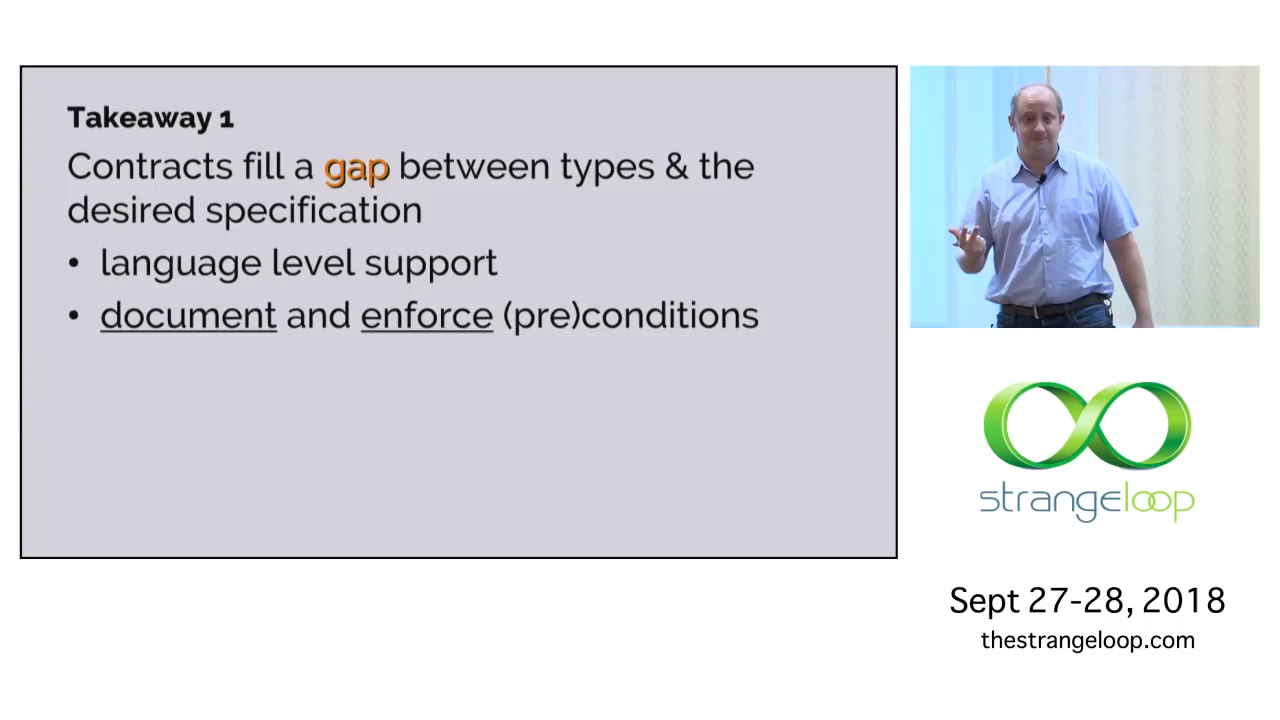 Takeaway 1
Contracts fill a gap between types & the
desired specification
• language level support
• document and enforce (pre)conditions
strangeloop
Sept 27-28, 2018
thestrangeloop.com